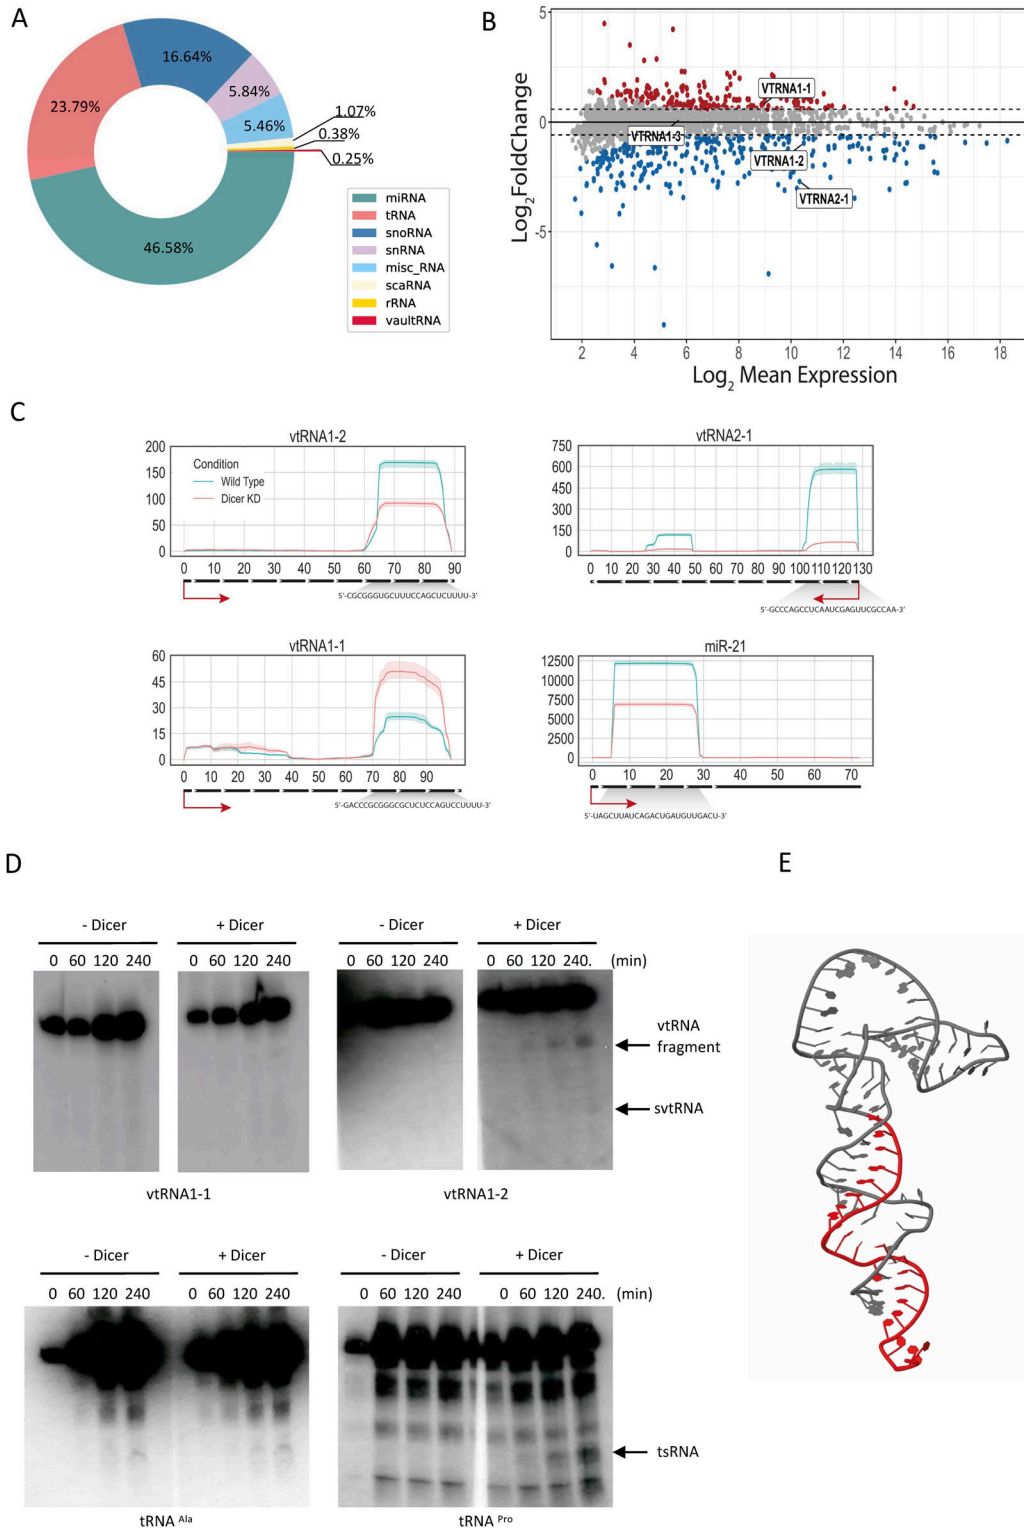 A
16.64%
23.79%
5.84%
5.46%
1.07%
0.38%
0.25%
46.58%
miRNA
tRNA
snoRNA
snRNA
misc_RNA
scaRNA
rRNA
vaultRNA
B
5
0
-5
Log2FoldChange
VTRNA1-1
VTRNA1-3
VTRNA1-2
VTRNA2-1
2 4 6 8 10 12 14 16 18
Log2 Mean Expression
C
vtRNA1-2
200
150
100
50
0
Condition
Wild Type
Dicer KD
0 10 20 30 40 50 60 70 80 90
5'-CGCGGGUGCUUUCCAGCUCUUUU-3'
vtRNA2-1
750
600
450
300
150
0
0 10 20 30 40 50 60 70 80 90 100 110 120 130
5'-GCCCAGCCUCAAUCGAGUUCGCCAA-3'
vtRNA1-1
60
45
30
15
0
0 10 20 30 40 50 60 70 80 90
5'-GACCCGCGGGCGCUCUCCAGUCCUUUU-3'
miR-21
12500
10000
7500
5000
2500
0
0 10 20 30 40 50 60 70
5'-UAGCUUAUCAGACUGAUGUUGACU-3'
D
- Dicer + Dicer
0 60 120 240 0 60 120 240
vtRNA1-1
- Dicer + Dicer
0 60 120 240 0 60 120 240. (min)
vtRNA
fragment
svtRNA
vtRNA1-2
- Dicer + Dicer
0 60 120 240 0 60 120 240
tRNA Ala
- Dicer + Dicer
0 60 120 240 0 60 120 240. (min)
tsRNA
tRNA Pro
E